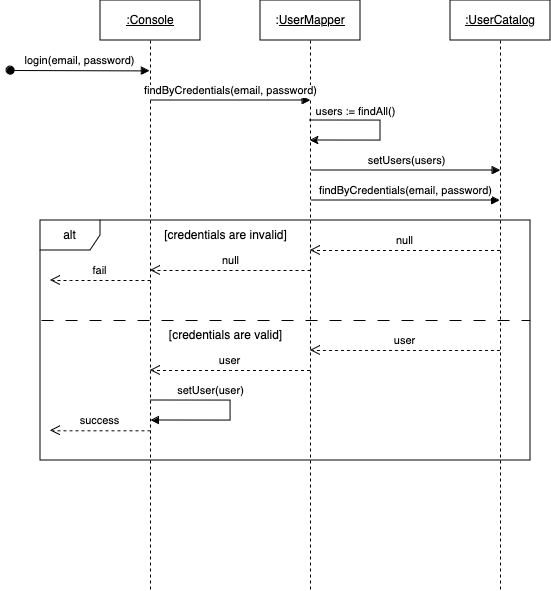 :Console
:UserMapper
:UserCatalog
login(email, password)
findByCredentials(email, password)
users := findAll()
setUsers(users)
findByCredentials(email, password)
alt
[credentials are invalid]
null
null
fail
[credentials are valid]
user
user
setUser(user)
success